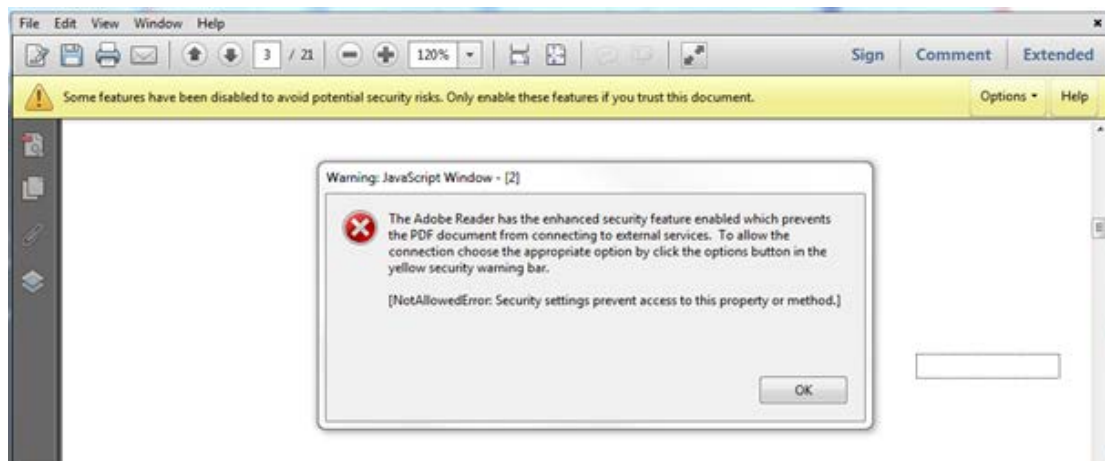 File Edit View Window Help
3 / 21 120% Sign Comment Extended
Some features have been disabled to avoid potential security risks. Only enable these features if you trust this document. Options Help
Warning: JavaScript Window - [2]
The Adobe Reader has the enhanced security feature enabled which prevents
the PDF document from connecting to external services. To allow the
connection choose the appropriate option by click the options button in the
yellow security warning bar.
[NotAllowedError: Security settings prevent access to this property or method.]
OK